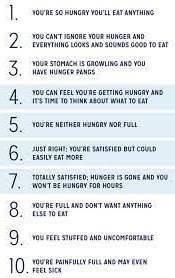 1. YOU'RE SO HUNGRY YOU'LL EAT ANYTHING
2. YOU CAN'T IGNORE YOUR HUNGER AND
EVERYTHING LOOKS AND SOUNDS GOOD TO EAT
3. YOUR STOMACH IS GROWLING AND YOU
HAVE HUNGER PANGS
4. YOU CAN FEEL YOU'RE GETTING HUNGRY AND
IT'S TIME TO THINK ABOUT WHAT TO EAT
5. YOU'RE NEITHER HUNGRY NOR FULL
6. JUST RIGHT; YOU'RE SATISFIED BUT COULD
EASILY EAT MORE
7. TOTALLY SATISFIED; HUNGER IS GONE AND YOU
WON'T BE HUNGRY FOR HOURS
8. YOU'RE FULL AND DON'T WANT ANYTHING
ELSE TO EAT
9. YOU FEEL STUFFED AND UNCOMFORTABLE
10. YOU'RE PAINFULLY FULL AND MAY EVEN
FEEL SICK